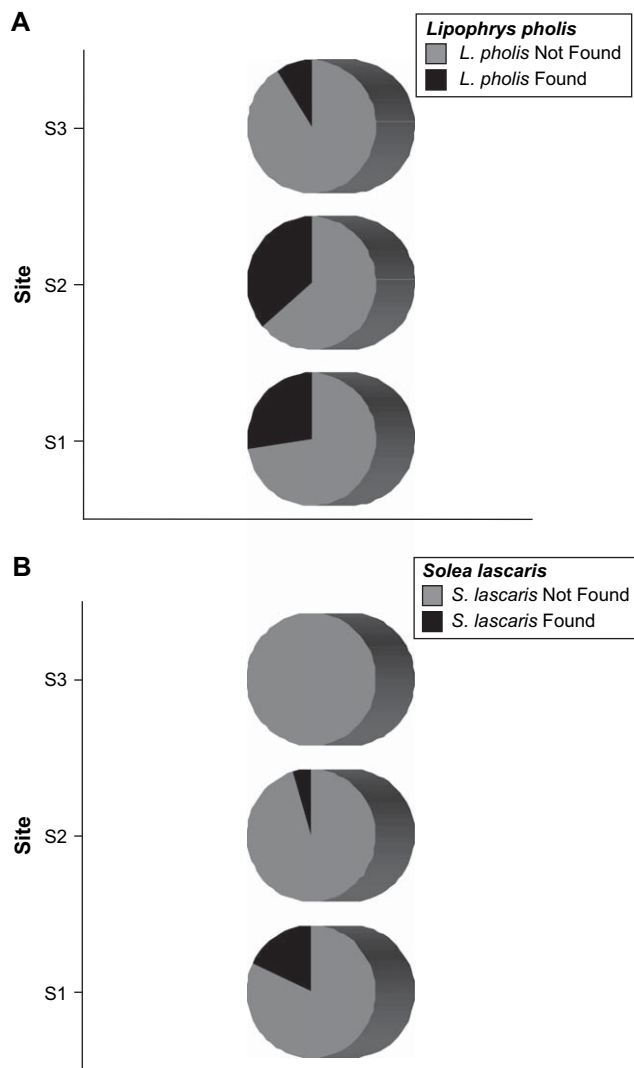 A
Lipophrys pholis
L. pholis Not Found
L. pholis Found
S3
S2
S1
Site
B
Solea lascaris
S. lascaris Not Found
S. lascaris Found
S3
S2
S1
Site